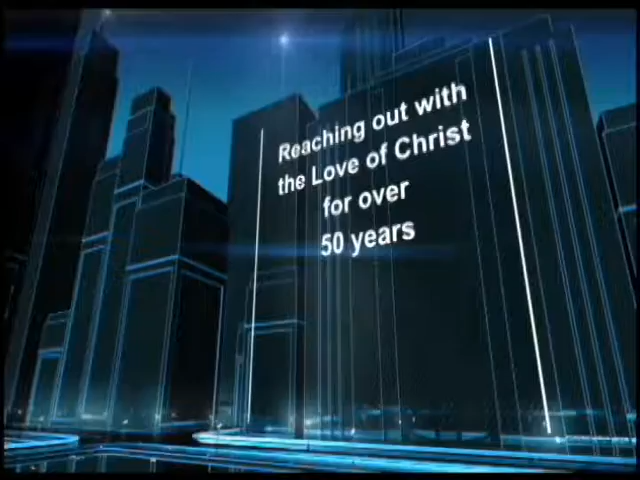 Reaching out with
the Love of Christ
for over
50 years